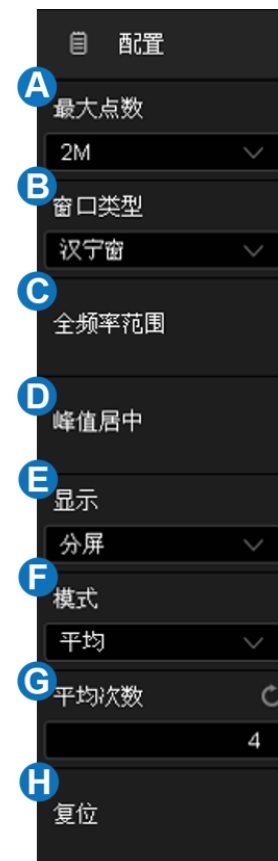 配置
A
最大点数
2M
B
窗口类型
汉宁窗
C
全频率范围
D
峰值居中
E
显示
分屏
F
模式
平均
G
平均次数
4
H
复位